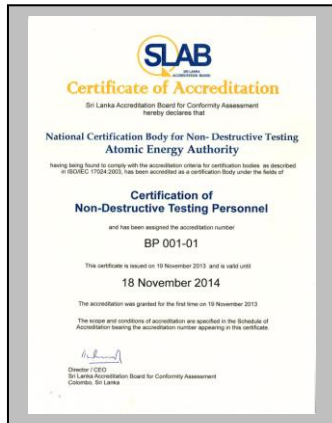 SLAB
SRI LANKA
ACCREDITATION BOARD
Certificate of Accreditation
Sri Lanka Accreditation Board for Conformity Assessment
hereby declares that
National Certification Body for Non- Destructive Testing
Atomic Energy Authority
having being found to comply with the accreditation criteria for certification bodies as described
in ISO/IEC 17024:2003, has been accredited as a certification Body under the fields of
Certification of
Non-Destructive Testing Personnel
and has been assigned the accreditation number
BP 001-01
This certificate is issued on 19 November 2013 and is valid until
18 November 2014
The accreditation was granted for the first time on 19 November 2013
The scope and conditions of accreditation are specified in the Schedule of
Accreditation bearing the accreditation number appearing in this certificate.
Director / CEO
Sri Lanka Accreditation Board for Conformity Assessment
Colombo, Sri Lanka